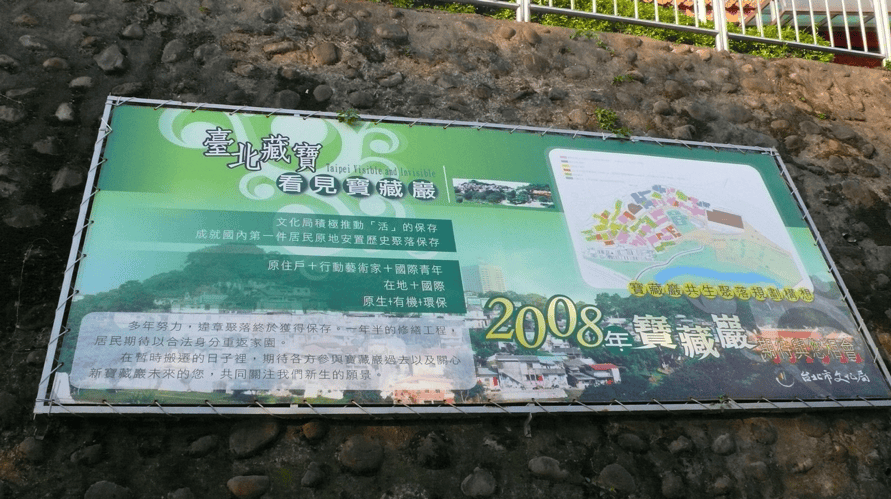 臺北藏寶
Taipei Visible and Invisible
看見寶藏巖
文化局積極推動「活」的保存
成就國內第一件居民原地安置歷史聚落保存
原住戶＋行動藝術家＋國際青年
在地＋國際
原生+有機+環保
多年努力，違章聚落終於獲得保存，一年半的修繕工程，
居民期待以合法身分重返家園。
在暫時搬遷的日子裡，期待各方參與寶藏巖過去以及關心
新寶藏巖未來的您，共同關注我們新生的願景。
寶藏巖共生聚落規劃構想
2008年寶藏巖
台北市文化局